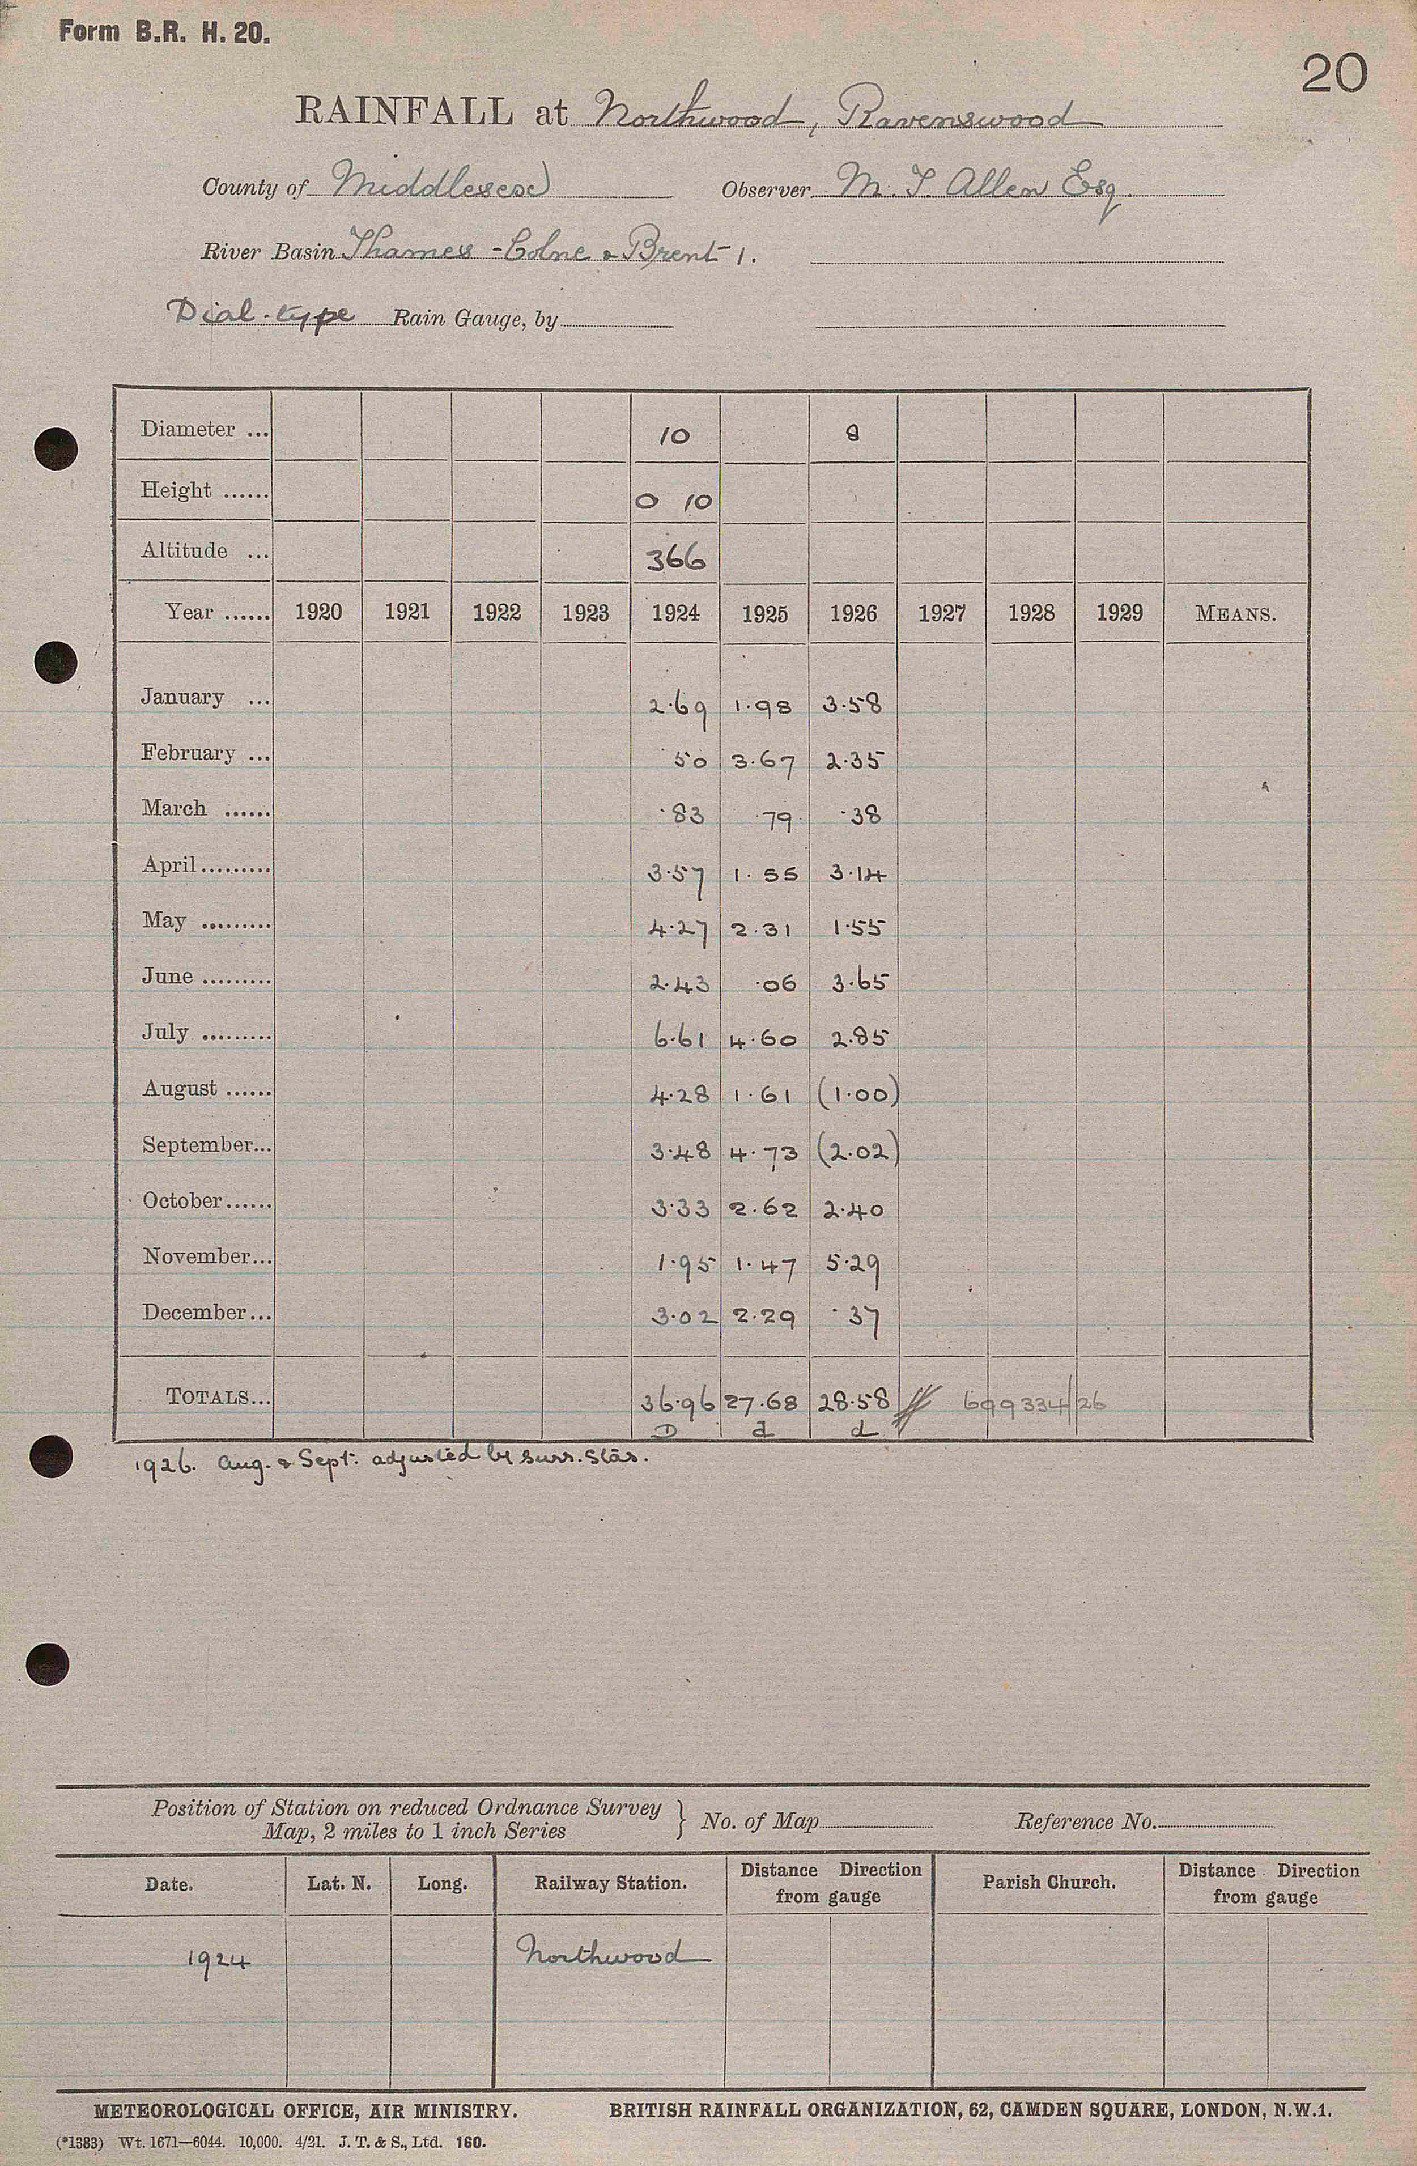 Form B.R. H. 20.
20
RAINFALL at Northwood, Ravenswood
County of Middlesex Observer M. T. Allen Esq.
River Basin Thames - Colne & Brent 1.
Dial-type Rain Gauge, by
Diameter ... 10 8
Height ...... 0 10
Altitude ... 366
Year ...... 1920 1921 1922 1923 1924 1925 1926 1927 1928 1929 MEANS.
January ... 2.69 1.98 3.58
February ... .50 3.67 2.35
March ...... .83 .79 .38
April ......... 3.57 1.55 3.14
May ......... 4.27 2.31 1.55
June ......... 2.43 .06 3.65
July ......... 6.61 4.60 2.85
August ...... 4.28 1.61 (1.00)
September... 3.48 4.73 (2.02)
October...... 3.33 2.62 2.40
November... 1.95 1.47 5.29
December... 3.02 2.29 .37
TOTALS... 36.96 27.68 28.58 699334/26
D d d
1926. Aug. & Sept: adjusted by surr. stns.
Position of Station on reduced Ordnance Survey
Map, 2 miles to 1 inch Series } No. of Map Reference No.
Date. Lat. N. Long. Railway Station. Distance Direction from gauge Parish Church. Distance Direction from gauge
1924 Northwood
METEOROLOGICAL OFFICE, AIR MINISTRY. BRITISH RAINFALL ORGANIZATION, 62, CAMDEN SQUARE, LONDON, N.W.1.
(*1383) Wt. 1671—6044. 10,000. 4/21. J. T. & S., Ltd. 160.